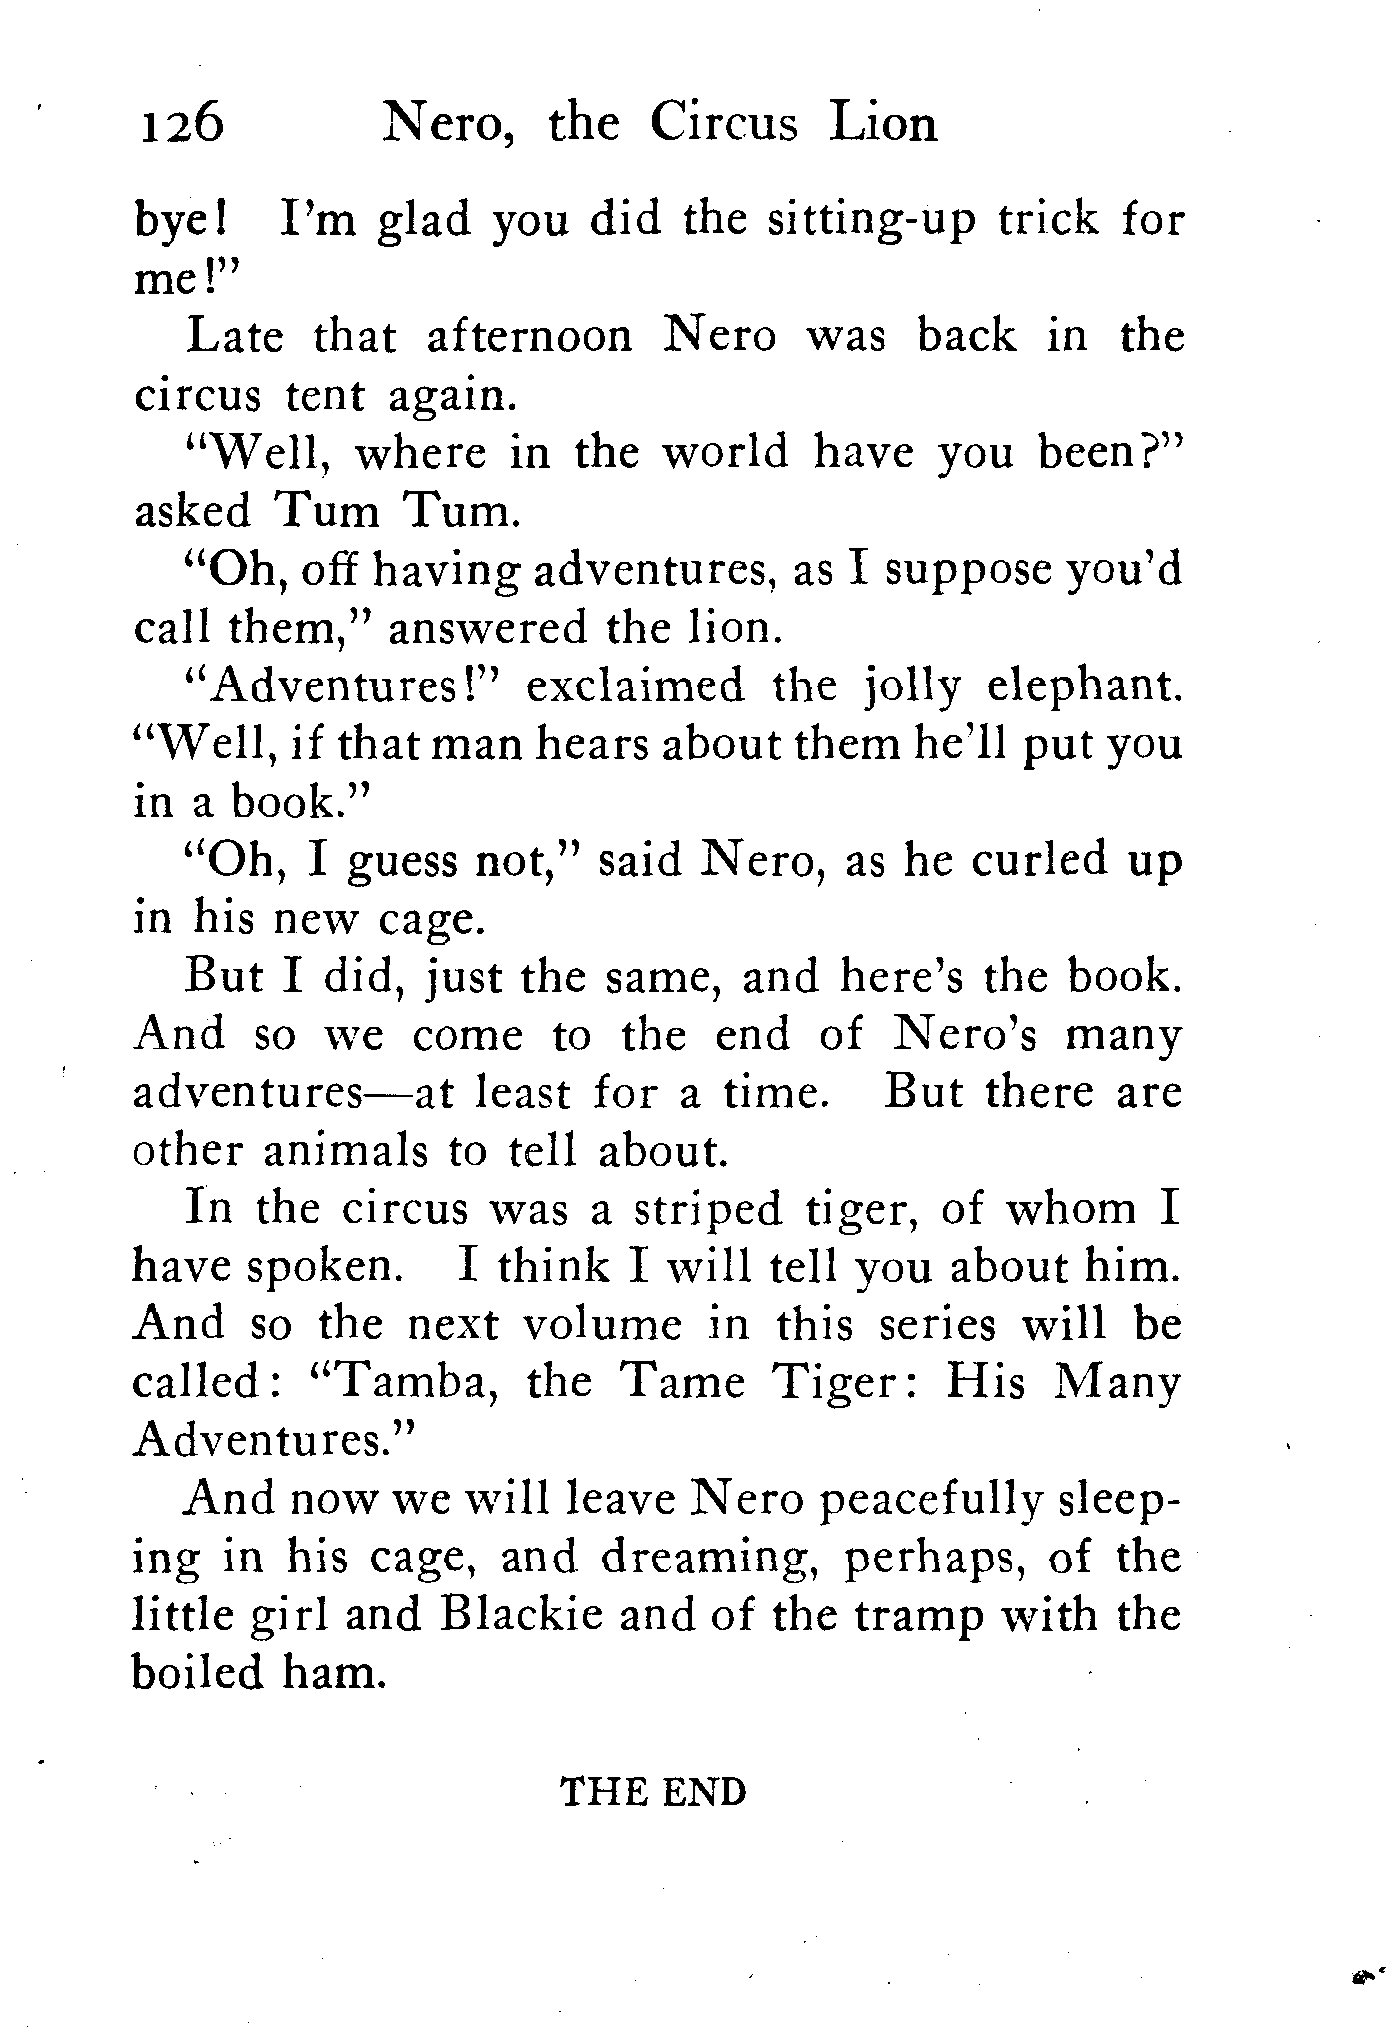 126 Nero, the Circus Lion
bye! I'm glad you did the sitting-up trick for
me!"
Late that afternoon Nero was back in the
circus tent again.
"Well, where in the world have you been?"
asked Tum Tum.
"Oh, off having adventures, as I suppose you'd
call them," answered the lion.
"Adventures!" exclaimed the jolly elephant.
"Well, if that man hears about them he'll put you
in a book."
"Oh, I guess not," said Nero, as he curled up
in his new cage.
But I did, just the same, and here's the book.
And so we come to the end of Nero's many
adventures—at least for a time. But there are
other animals to tell about.
In the circus was a striped tiger, of whom I
have spoken. I think I will tell you about him.
And so the next volume in this series will be
called: "Tamba, the Tame Tiger: His Many
Adventures."
And now we will leave Nero peacefully sleep-
ing in his cage, and dreaming, perhaps, of the
little girl and Blackie and of the tramp with the
boiled ham.
THE END